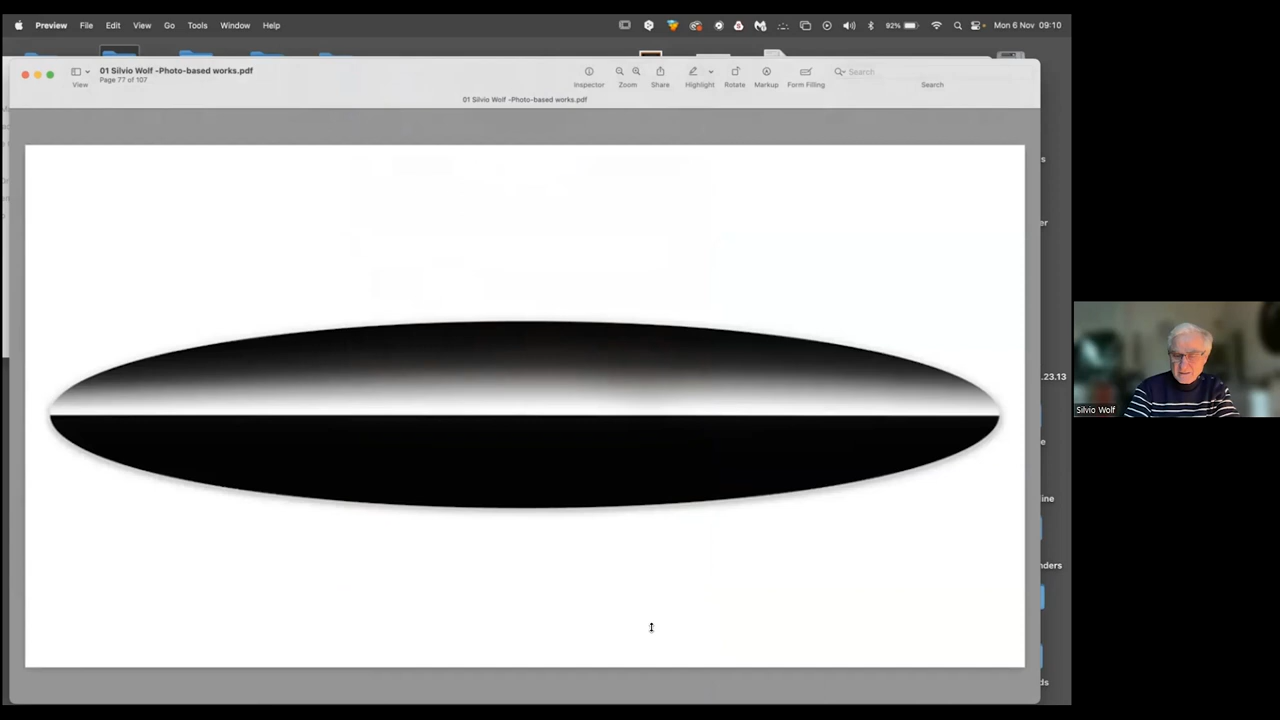 Preview File Edit View Go Tools Window Help 92% Mon 6 Nov 09:10
01 Silvio Wolf -Photo-based works.pdf
Page 77 of 107
Search
View Inspector Zoom Share Highlight Rotate Markup Form Filling Search
01 Silvio Wolf -Photo-based works.pdf
.23.13
Silvio Wolf